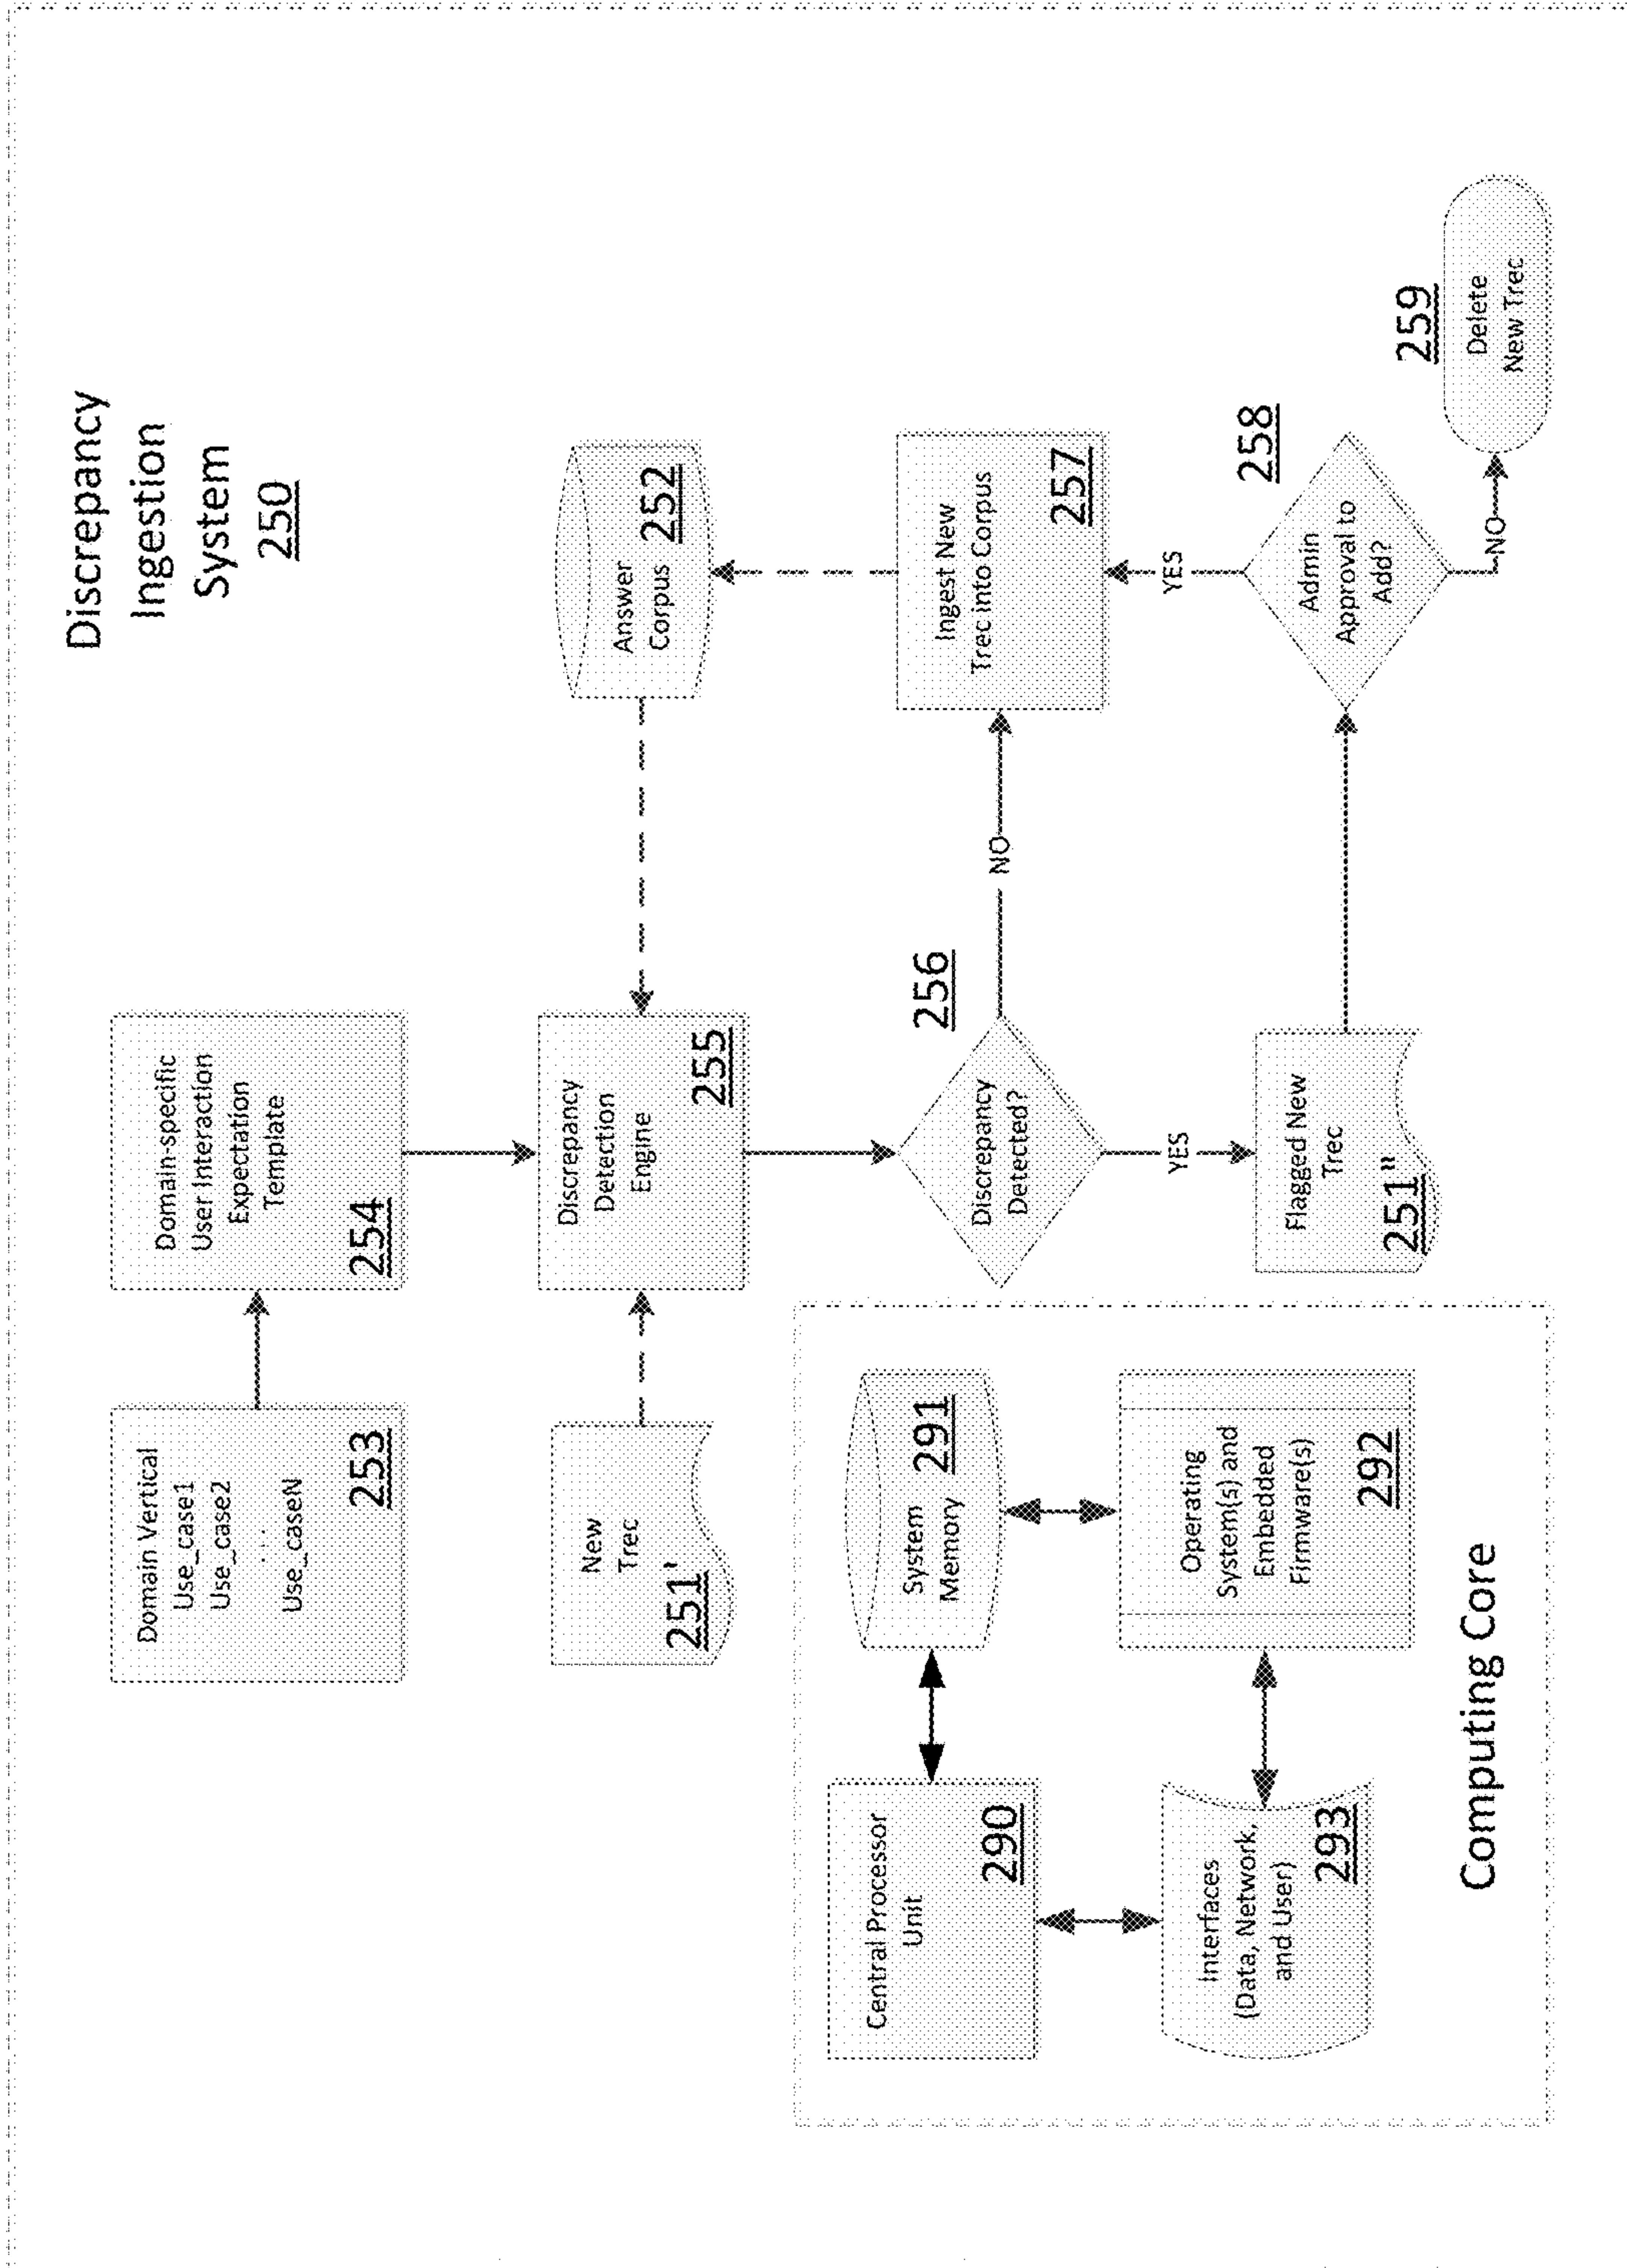 Discrepancy
Ingestion
System
250
Domain Vertical
Use_case1
Use_case2
. . .
Use_caseN
253
Domain-specific
User Interaction
Expectation
Template
254
New
Trec
251'
Discrepancy
Detection
Engine
255
Answer
Corpus
252
Discrepancy
Detected?
256
NO
Ingest New
Trec into Corpus
257
YES
YES
Flagged New
Trec
251"
Admin
Approval to
Add?
258
NO
Delete
New Trec
259
Central Processor
Unit
290
System
Memory
291
Interfaces
(Data, Network,
and User)
293
Operating
System(s) and
Embedded
Firmware(s)
292
Computing Core